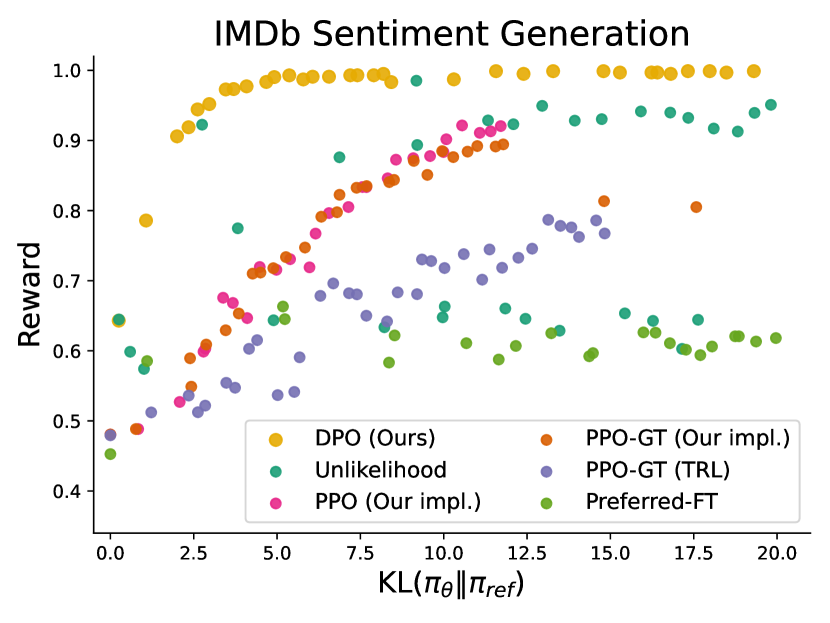 IMDb Sentiment Generation
Reward
1.0
0.9
0.8
0.7
0.6
0.5
0.4
DPO (Ours)
Unlikelihood
PPO (Our impl.)
PPO-GT (Our impl.)
PPO-GT (TRL)
Preferred-FT
0.0 2.5 5.0 7.5 10.0 12.5 15.0 17.5 20.0
KL(πθ‖πref)